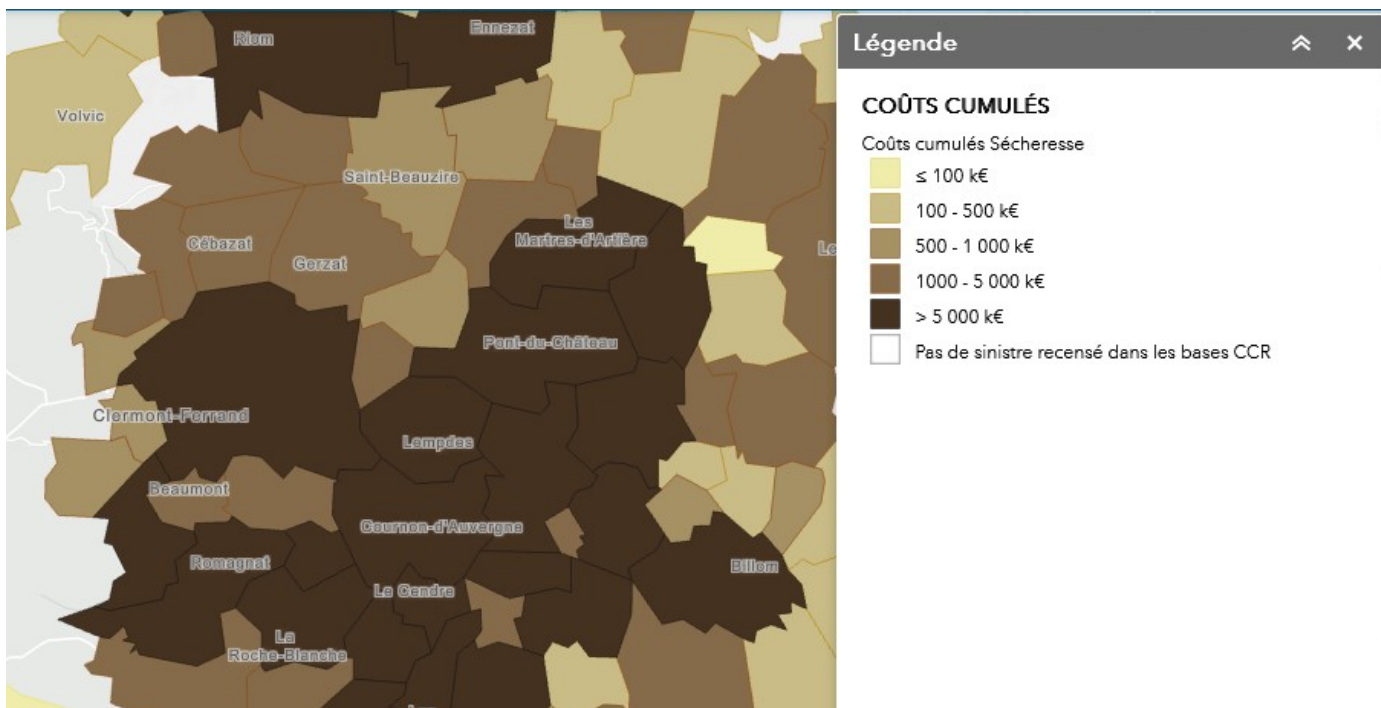 Riom
Ennezat
Volvic
Saint-Beauzire
Les
Martres-d'Artière
Cébazat
Gerzat
Le
Pont-du-Château
Clermont-Ferrand
Lempdes
Beaumont
Cournon-d'Auvergne
Romagnat
Billom
Le Cendre
La
Roche-Blanche
Légende
COÛTS CUMULÉS
Coûts cumulés Sécheresse
≤ 100 k€
100 - 500 k€
500 - 1 000 k€
1000 - 5 000 k€
> 5 000 k€
Pas de sinistre recensé dans les bases CCR